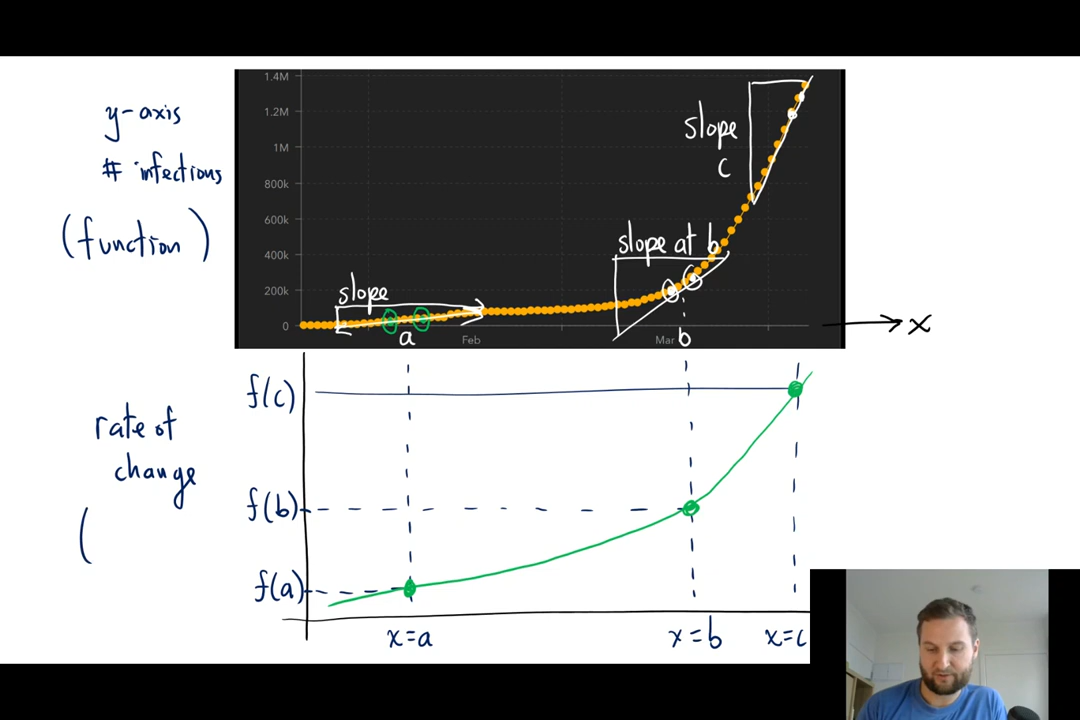 y-axis
# infections
(function)
1.4M
1.2M
1M
800k
600k
400k
200k
0
slope
c
slope at b
slope
a
Feb
Mar
b
x
rate of
change
(
f(c)
f(b)
f(a)
x=a
x=b
x=c